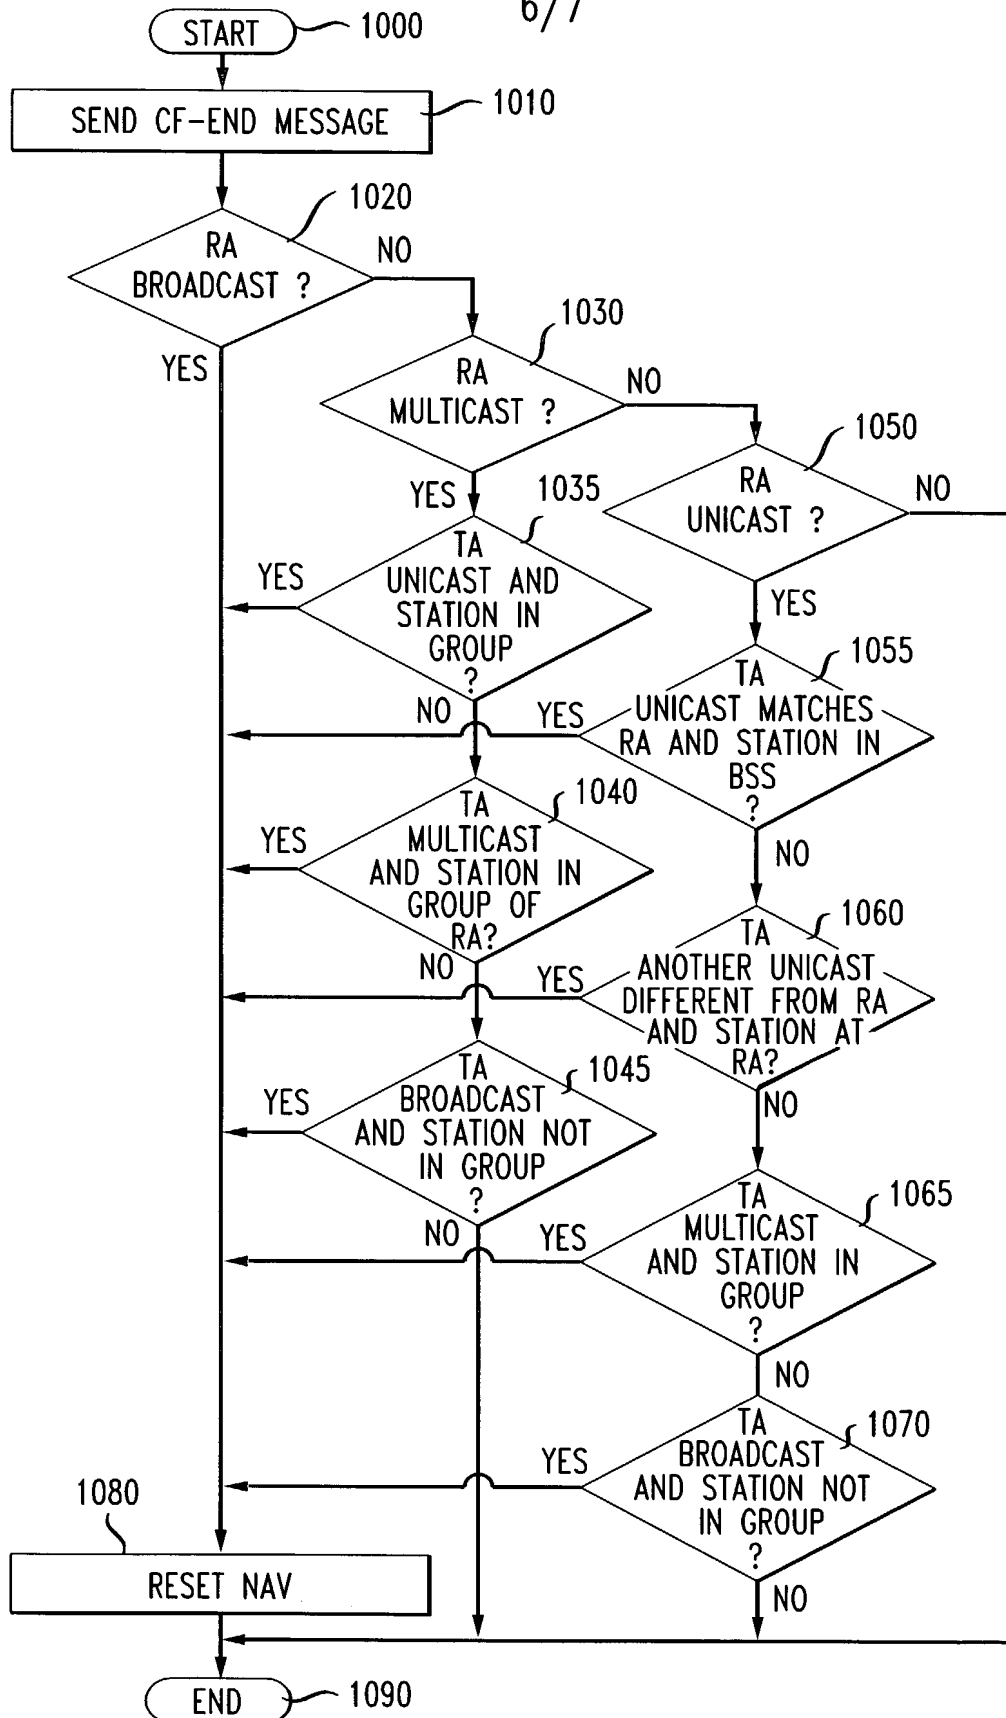 6/7
START
1000
SEND CF-END MESSAGE
1010
1020
RA
BROADCAST ?
NO
YES
1030
RA
MULTICAST ?
NO
YES
1050
RA
UNICAST ?
NO
YES
1035
TA
UNICAST AND
STATION IN
GROUP
?
YES
NO
1055
TA
UNICAST MATCHES
RA AND STATION IN
BSS
?
YES
NO
1040
TA
MULTICAST
AND STATION IN
GROUP OF
RA?
YES
NO
1060
TA
ANOTHER UNICAST
DIFFERENT FROM RA
AND STATION AT
RA?
YES
NO
1045
TA
BROADCAST
AND STATION NOT
IN GROUP
?
YES
NO
1065
TA
MULTICAST
AND STATION IN
GROUP
?
YES
NO
1070
TA
BROADCAST
AND STATION NOT
IN GROUP
?
YES
NO
1080
RESET NAV
END
1090